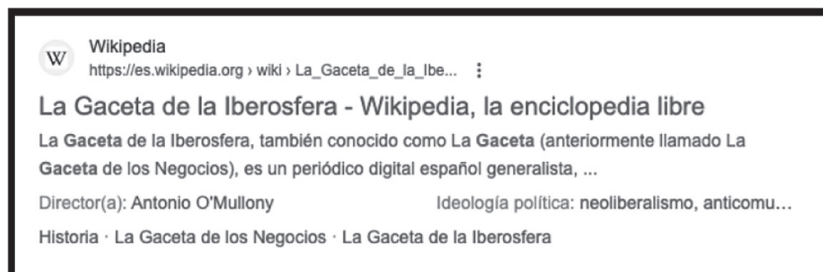 W
Wikipedia
https://es.wikipedia.org › wiki › La_Gaceta_de_la_Ibe...
La Gaceta de la Iberosfera - Wikipedia, la enciclopedia libre
La Gaceta de la Iberosfera, también conocido como La Gaceta (anteriormente llamado La
Gaceta de los Negocios), es un periódico digital español generalista, ...
Director(a): Antonio O'Mullony Ideología política: neoliberalismo, anticomu...
Historia · La Gaceta de los Negocios · La Gaceta de la Iberosfera